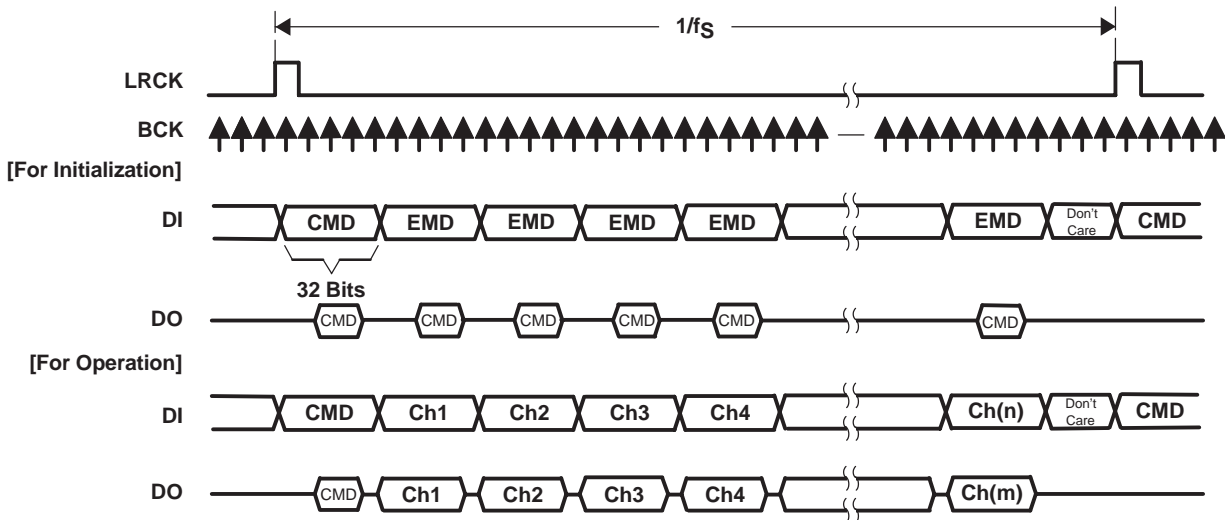 1/fS
LRCK
BCK
[For Initialization]
DI CMD EMD EMD EMD EMD EMD Don't Care CMD
32 Bits
DO CMD CMD CMD CMD CMD CMD
[For Operation]
DI CMD Ch1 Ch2 Ch3 Ch4 Ch(n) Don't Care CMD
DO CMD Ch1 Ch2 Ch3 Ch4 Ch(m)